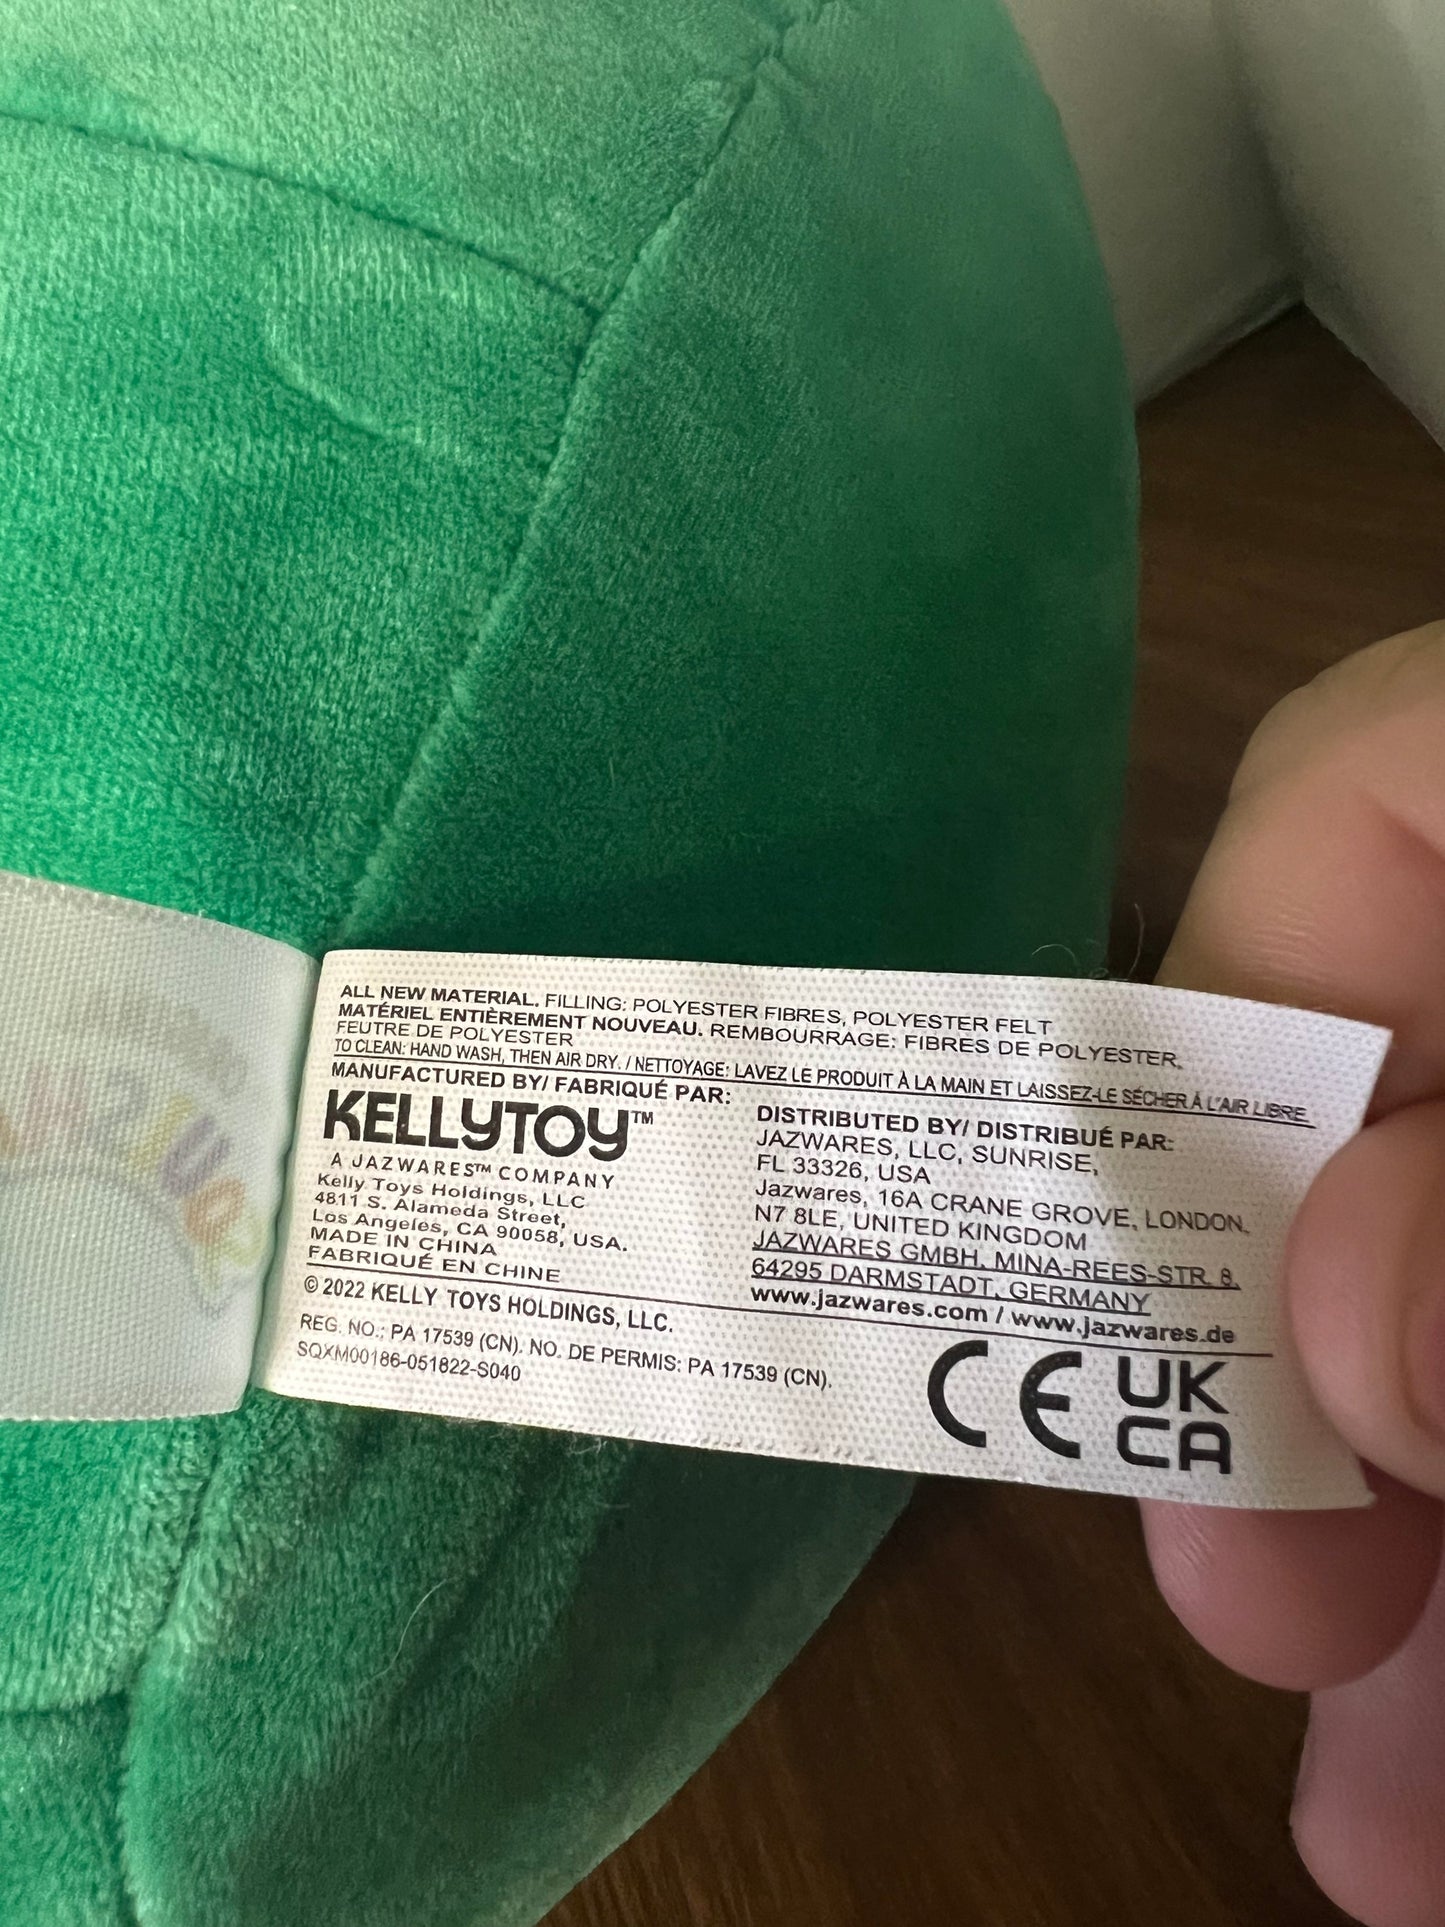 ALL NEW MATERIAL. FILLING: POLYESTER FIBRES, POLYESTER FELT
MATÉRIEL ENTIÈREMENT NOUVEAU. REMBOURRAGE: FIBRES DE POLYESTER,
FEUTRE DE POLYESTER
TO CLEAN: HAND WASH, THEN AIR DRY. / NETTOYAGE: LAVEZ LE PRODUIT À LA MAIN ET LAISSEZ-LE SÉCHER À L'AIR LIBRE.
MANUFACTURED BY/ FABRIQUÉ PAR:
KELLYTOY™
A JAZWARES™ COMPANY
Kelly Toys Holdings, LLC
4811 S. Alameda Street,
Los Angeles, CA 90058, USA.
MADE IN CHINA
FABRIQUÉ EN CHINE
DISTRIBUTED BY/ DISTRIBUÉ PAR:
JAZWARES, LLC, SUNRISE,
FL 33326, USA
Jazwares, 16A CRANE GROVE, LONDON.
N7 8LE, UNITED KINGDOM
JAZWARES GMBH, MINA-REES-STR. 8,
64295 DARMSTADT, GERMANY
www.jazwares.com / www.jazwares.de
© 2022 KELLY TOYS HOLDINGS, LLC.
REG. NO.: PA 17539 (CN). NO. DE PERMIS: PA 17539 (CN).
SQXM00186-051822-S040
CE
UK
CA